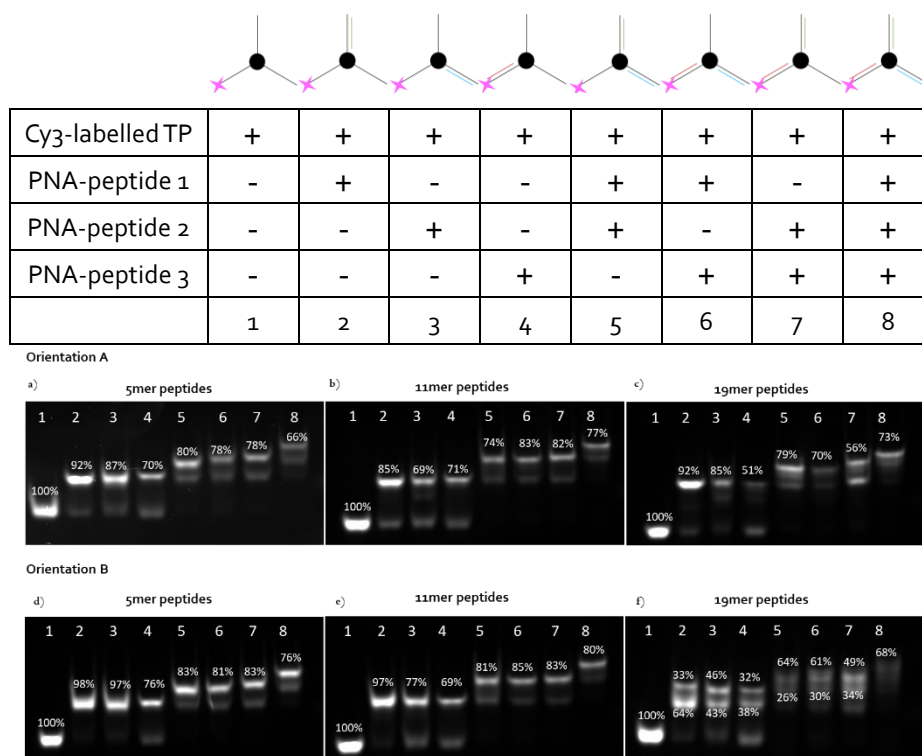 Cy3-labelled TP + + + + + + + +
PNA-peptide 1 - + - - + + - +
PNA-peptide 2 - - + - + - + +
PNA-peptide 3 - - - + - + + +
1 2 3 4 5 6 7 8
Orientation A
a) 5mer peptides b) 11mer peptides c) 19mer peptides
1 2 3 4 5 6 7 8 1 2 3 4 5 6 7 8 1 2 3 4 5 6 7 8
100% 92% 87% 70% 80% 78% 78% 66% 100% 85% 69% 71% 74% 83% 82% 77% 100% 92% 85% 51% 79% 70% 56% 73%
Orientation B
d) 5mer peptides e) 11mer peptides f) 19mer peptides
1 2 3 4 5 6 7 8 1 2 3 4 5 6 7 8 1 2 3 4 5 6 7 8
100% 98% 97% 76% 83% 81% 83% 76% 100% 97% 77% 69% 81% 85% 83% 80% 100% 33% 46% 32% 64% 61% 49% 68%
64% 43% 38% 26% 30% 34%